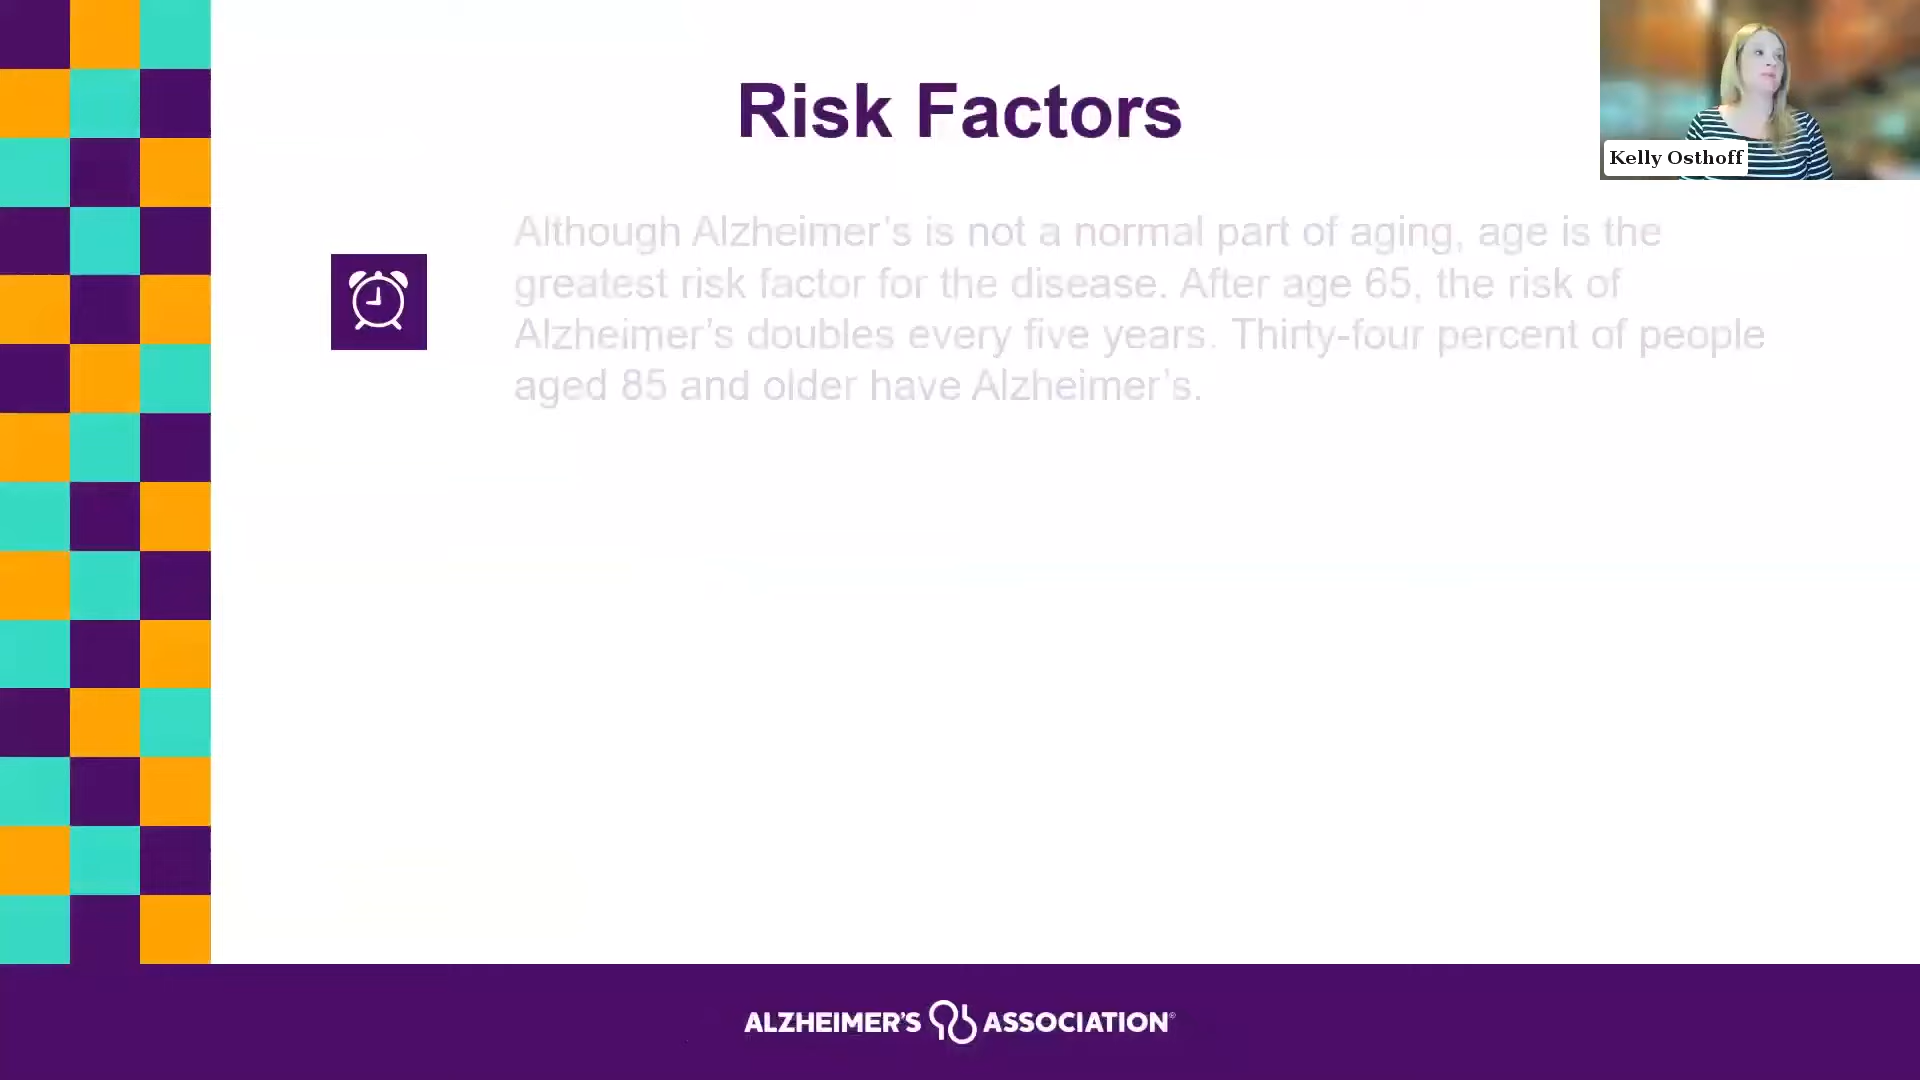 Risk Factors
Kelly Osthoff
Although Alzheimer’s is not a normal part of aging, age is the
greatest risk factor for the disease. After age 65, the risk of
Alzheimer’s doubles every five years. Thirty-four percent of people
aged 85 and older have Alzheimer’s.
ALZHEIMER'S ASSOCIATION®